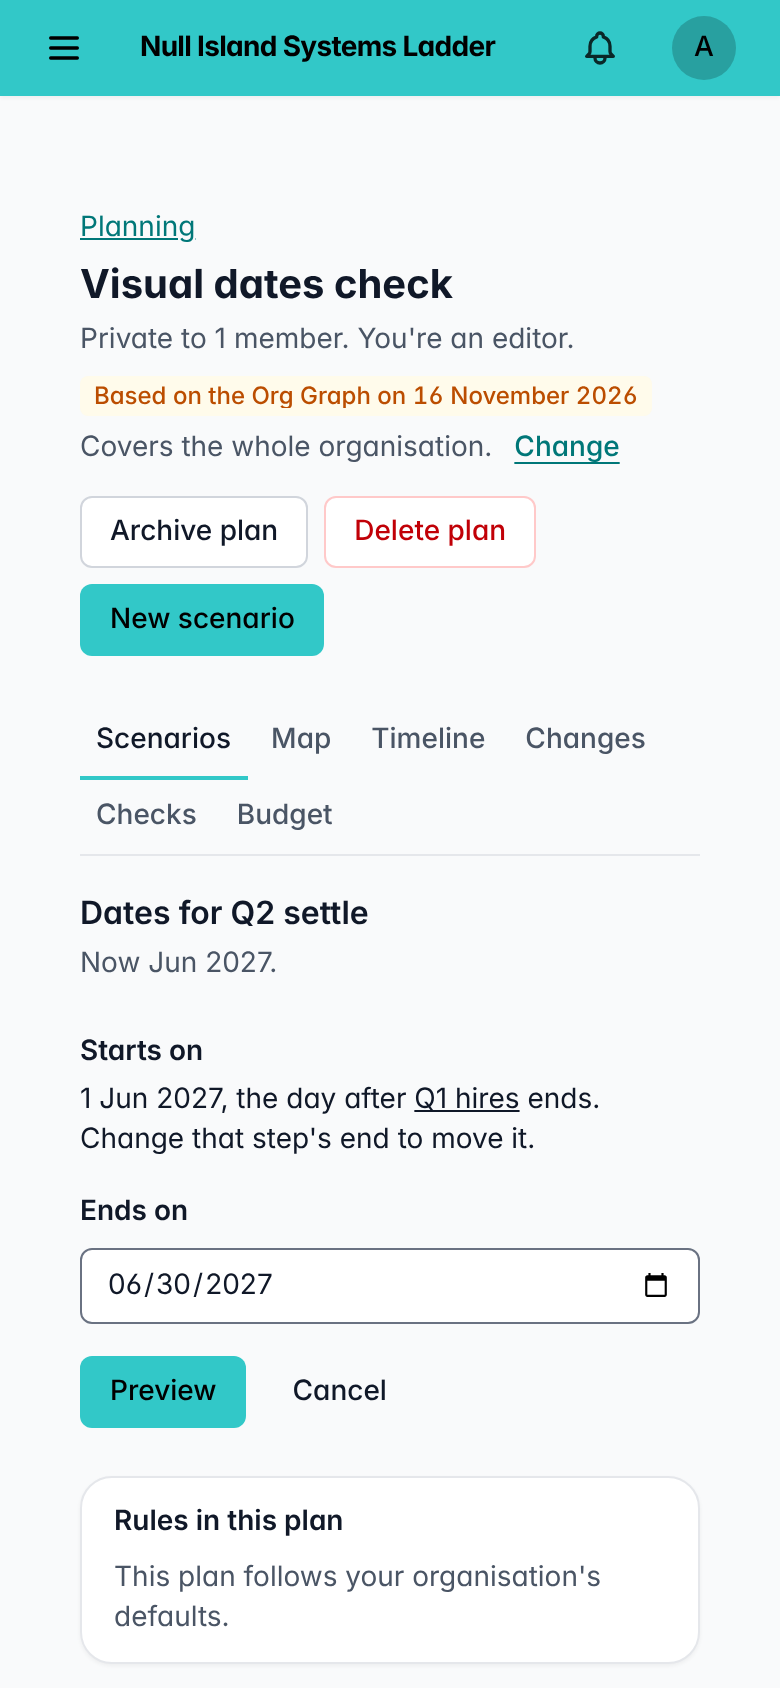 Null Island Systems Ladder
A
Planning
Visual dates check
Private to 1 member. You're an editor.
Based on the Org Graph on 16 November 2026
Covers the whole organisation. Change
Archive plan
Delete plan
New scenario
Scenarios
Map
Timeline
Changes
Checks
Budget
Dates for Q2 settle
Now Jun 2027.
Starts on
1 Jun 2027, the day after Q1 hires ends.
Change that step's end to move it.
Ends on
06/30/2027
Preview
Cancel
Rules in this plan
This plan follows your organisation's
defaults.